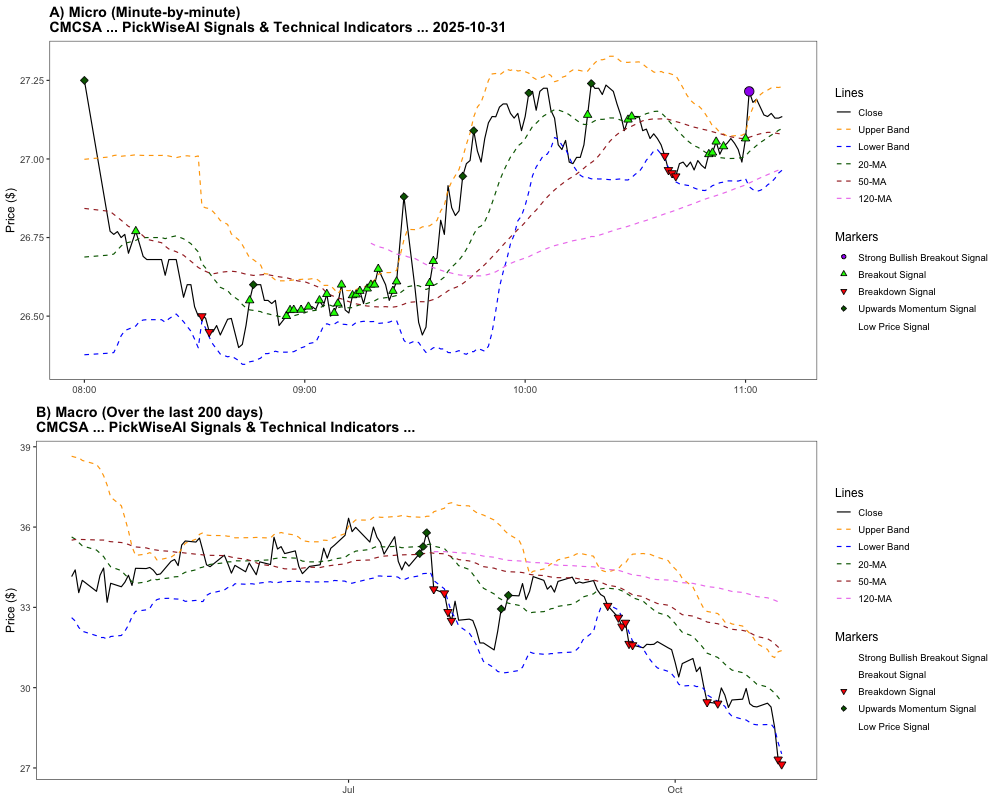 A) Micro (Minute-by-minute)
CMCSA ... PickWiseAI Signals & Technical Indicators ... 2025-10-31
27.25
27.00
26.75
26.50
Price ($)
08:00
09:00
10:00
11:00
Lines
Close
Upper Band
Lower Band
20-MA
50-MA
120-MA
Markers
Strong Bullish Breakout Signal
Breakout Signal
Breakdown Signal
Upwards Momentum Signal
Low Price Signal
B) Macro (Over the last 200 days)
CMCSA ... PickWiseAI Signals & Technical Indicators ...
39
36
33
30
27
Price ($)
Jul
Oct
Lines
Close
Upper Band
Lower Band
20-MA
50-MA
120-MA
Markers
Strong Bullish Breakout Signal
Breakout Signal
Breakdown Signal
Upwards Momentum Signal
Low Price Signal